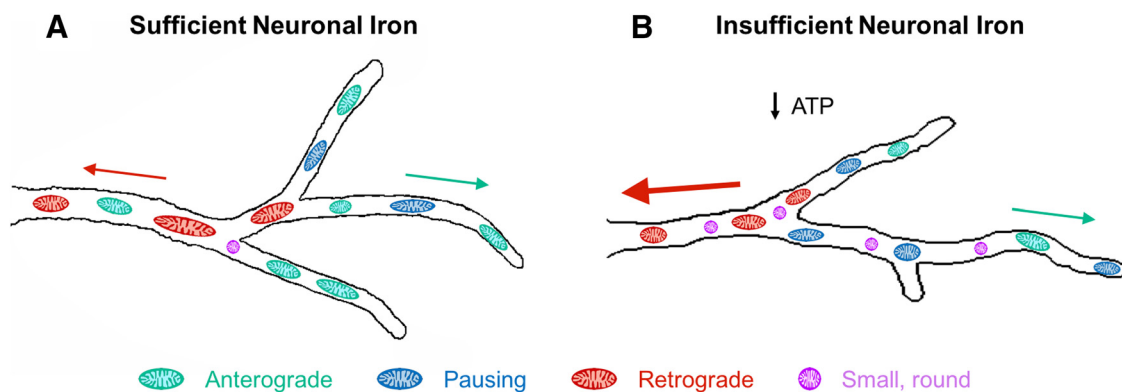 A Sufficient Neuronal Iron
B Insufficient Neuronal Iron
↓ ATP
Anterograde Pausing Retrograde Small, round